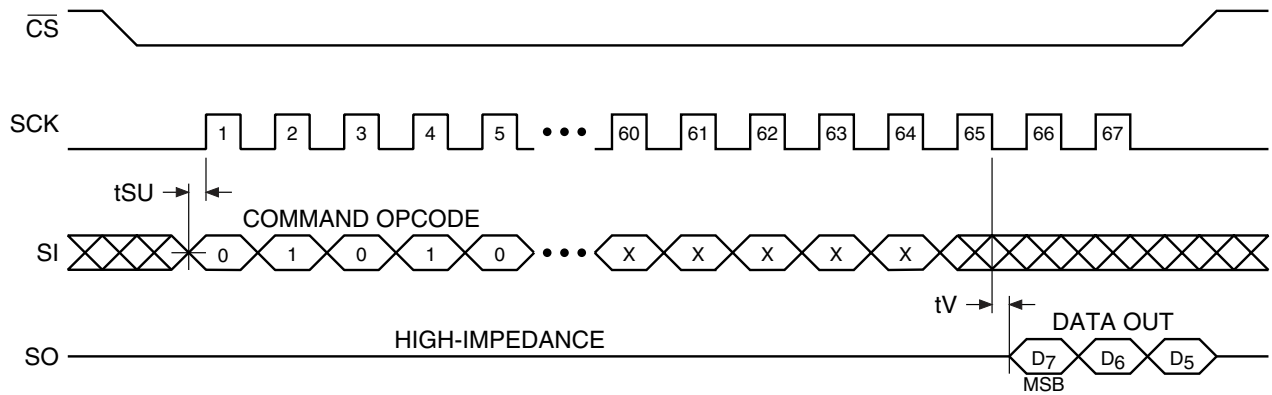 CS
SCK 1 2 3 4 5 ••• 60 61 62 63 64 65 66 67
tSU
COMMAND OPCODE
SI 0 1 0 1 0 ••• X X X X X
tV
HIGH-IMPEDANCE DATA OUT
SO D7 D6 D5
MSB